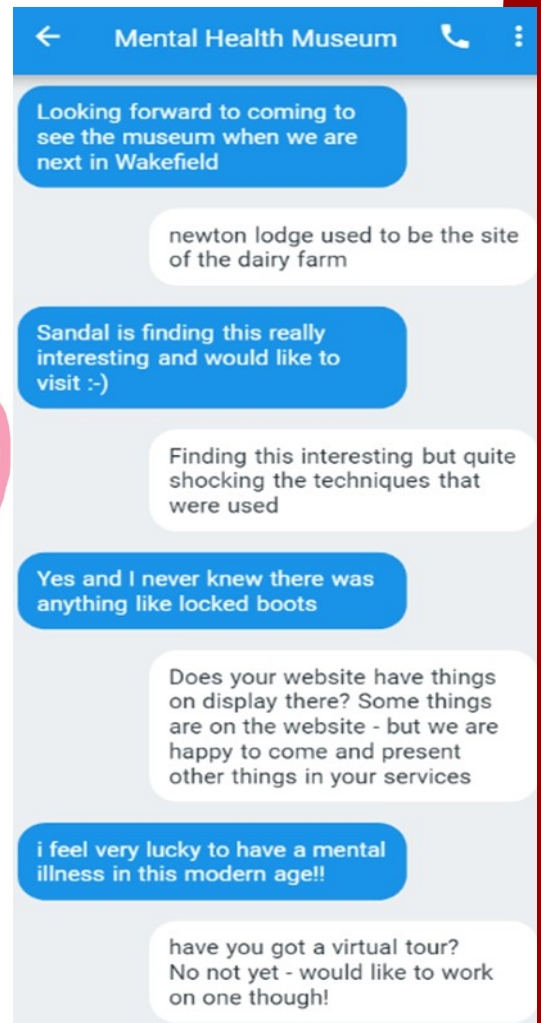 Mental Health Museum
Looking forward to coming to
see the museum when we are
next in Wakefield
newton lodge used to be the site
of the dairy farm
Sandal is finding this really
interesting and would like to
visit :-)
Finding this interesting but quite
shocking the techniques that
were used
Yes and I never knew there was
anything like locked boots
Does your website have things
on display there? Some things
are on the website - but we are
happy to come and present
other things in your services
i feel very lucky to have a mental
illness in this modern age!!
have you got a virtual tour?
No not yet - would like to work
on one though!